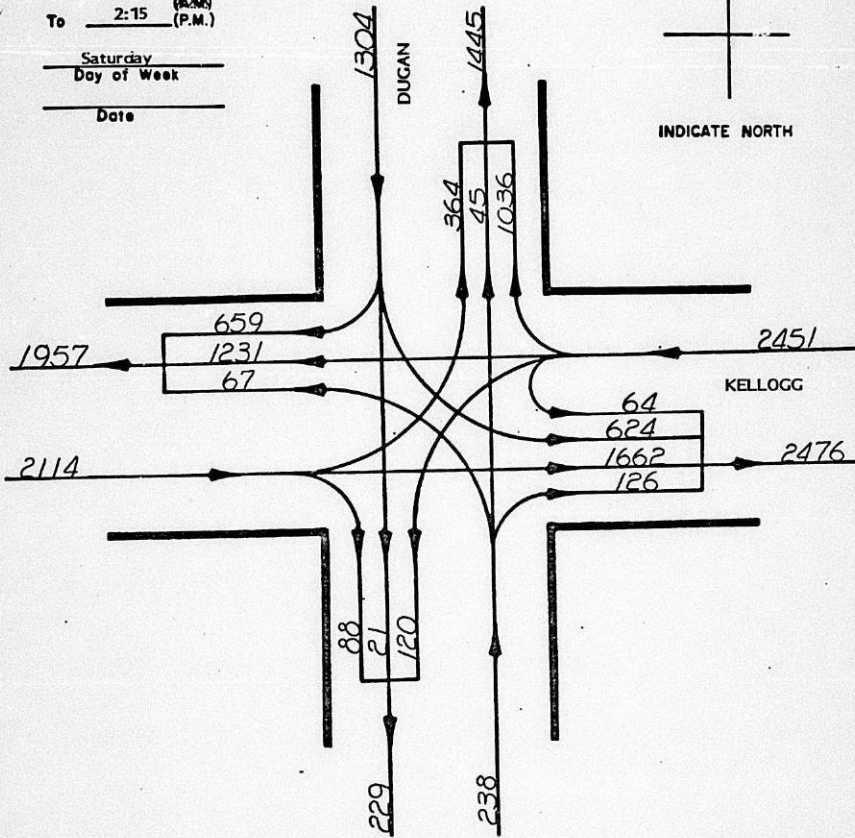 (A.M)
To 2:15 (P.M.)
Saturday
Day of Week
Date
1304
DUGAN
1445
INDICATE NORTH
364
45
1036
659
1957
1231
67
2451
KELLOGG
64
624
2114
1662
2476
126
88
21
120
229
238